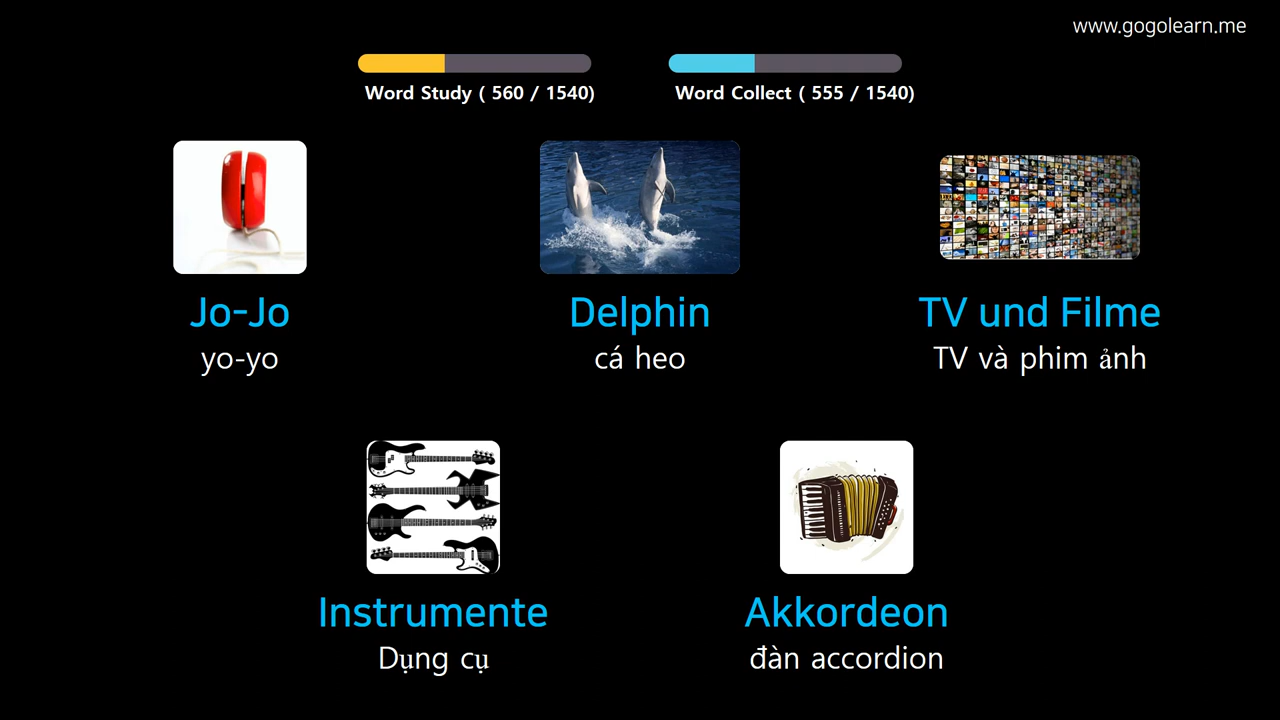 www.gogolearn.me
Word Study ( 560 / 1540)
Word Collect ( 555 / 1540)
Jo-Jo
yo-yo
Delphin
cá heo
TV und Filme
TV và phim ảnh
Instrumente
Dụng cụ
Akkordeon
đàn accordion